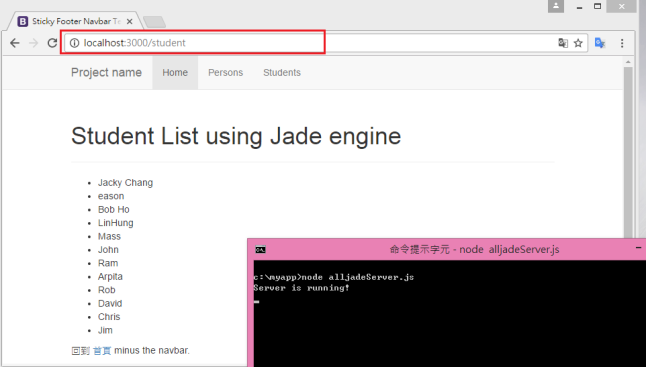 Sticky Footer Navbar Te
localhost:3000/student
Project name Home Persons Students
Student List using Jade engine
Jacky Chang
eason
Bob Ho
LinHung
Mass
John
Ram
Arpita
Rob
David
Chris
Jim
回到 首頁 minus the navbar.
命令提示字元 - node alljadeServer.js
c:\myapp>node alljadeServer.js
Server is running!